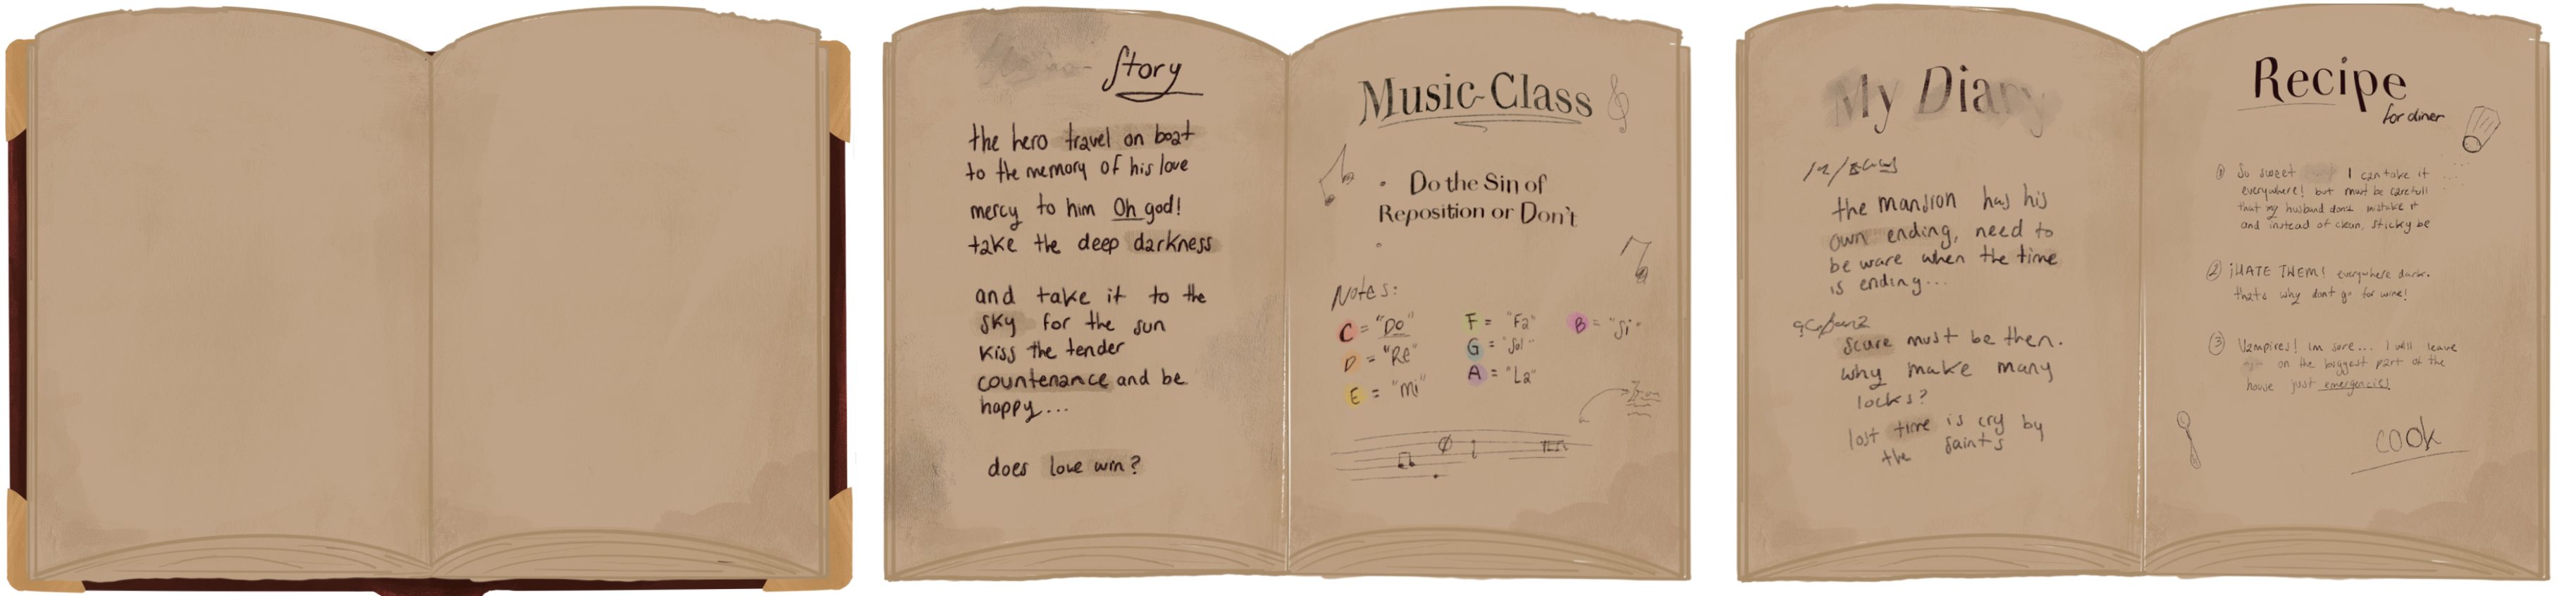 Story
the hero travel on boat
to the memory of his love
mercy to him Oh god!
take the deep darkness
and take it to the
sky for the sun
kiss the tender
countenance and be
happy...
does love win?
Music-Class
Do the Sin of
Reposition or Don't
Notes:
C = "Do"
D = "Re"
E = "Mi"
F = "Fa"
G = "Sol"
A = "La"
B = "Si"
My Diary
the mansion has his
own ending, need to
be ware when the time
is ending...
scure must be then.
why make many
locks?
lost time is cry by
the saints
Recipe
for diner
① So sweet I can take it
everywhere! but must be carefull
that my husband dont mistake it
and instead of clean, sticky be
② ¡HATE THEM! everywhere dark.
thats why dont go for wine!
③ Vampires! Im sure... I will leave
on the biggest part of the
house just emergencies
cook